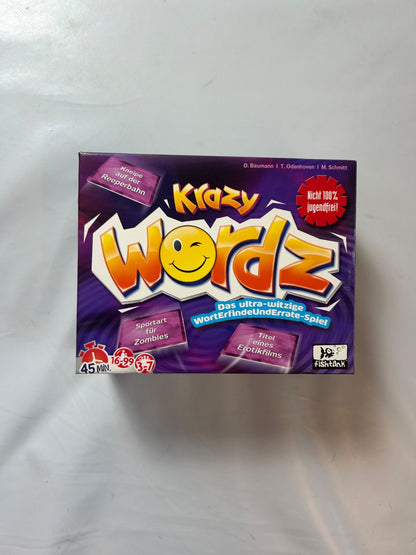 D. Baumann | T. Odenhoven | M. Schmitt
Kneipe
auf der
Reeperbahn
Krazy
Wordz
Nicht 100%
jugendfrei!
Das ultra-witzige
WortErfindeUndErrate-Spiel
Sportart
für
Zombies
Titel
eines
Erotikfilms
45 MIN.
16-99
3-7
fishtank